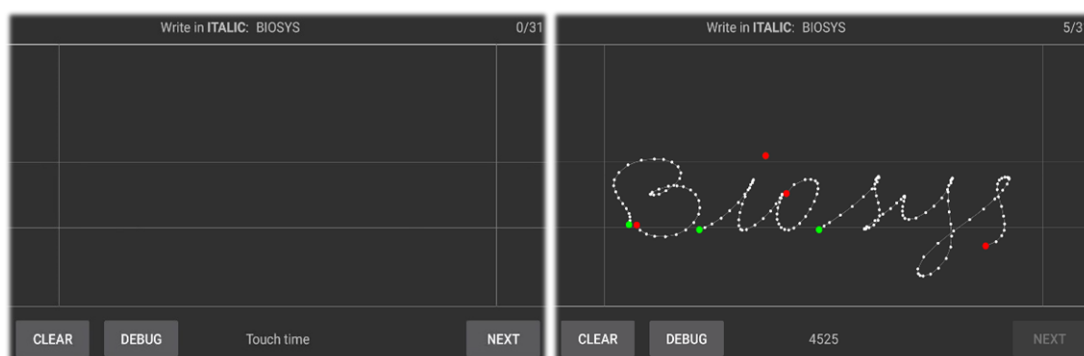 Write in ITALIC: BIOSYS 0/31
CLEAR DEBUG Touch time NEXT
Write in ITALIC: BIOSYS 5/3
Biosys
CLEAR DEBUG 4525 NEXT